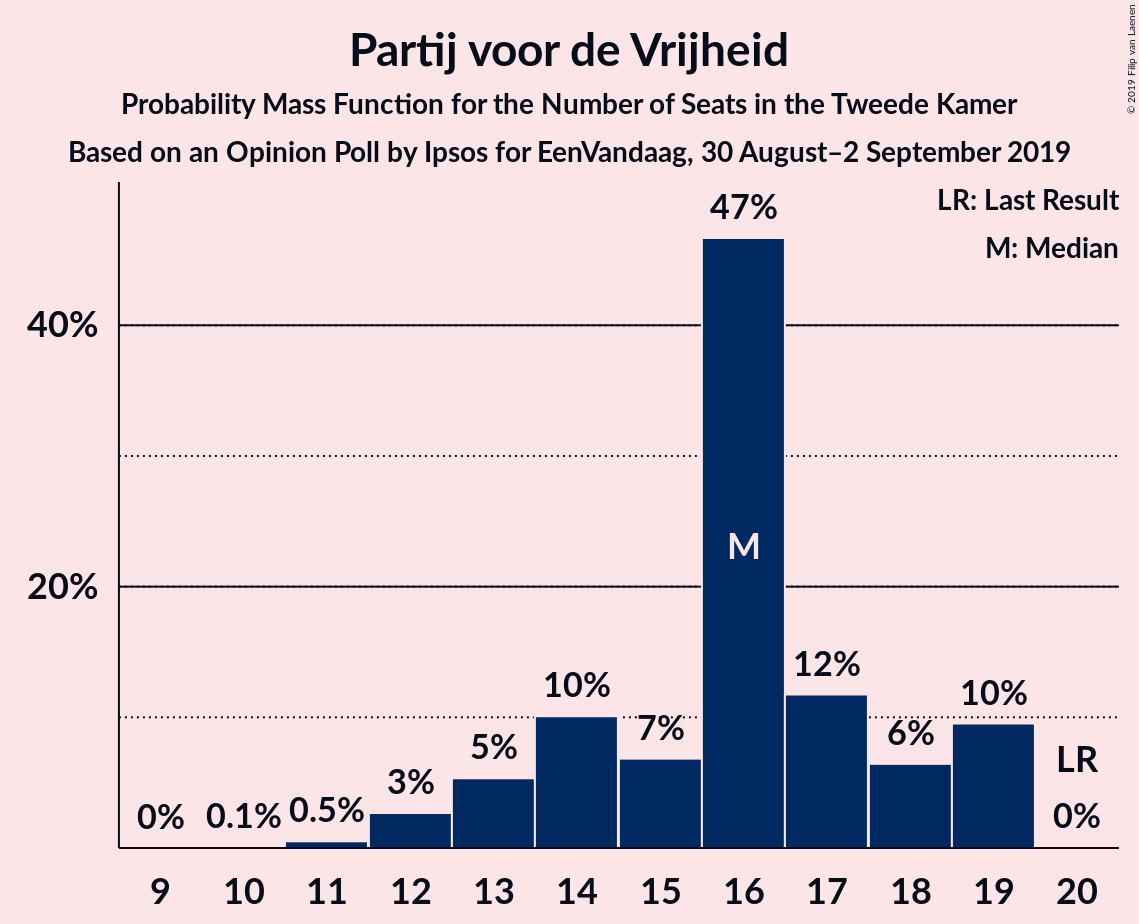 Partij voor de Vrijheid
Probability Mass Function for the Number of Seats in the Tweede Kamer
Based on an Opinion Poll by Ipsos for EenVandaag, 30 August–2 September 2019
© 2019 Filip van Laenen
LR: Last Result
M: Median
40%
20%
0%
0.1%
0.5%
3%
5%
10%
7%
47%
M
12%
6%
10%
LR
0%
9 10 11 12 13 14 15 16 17 18 19 20